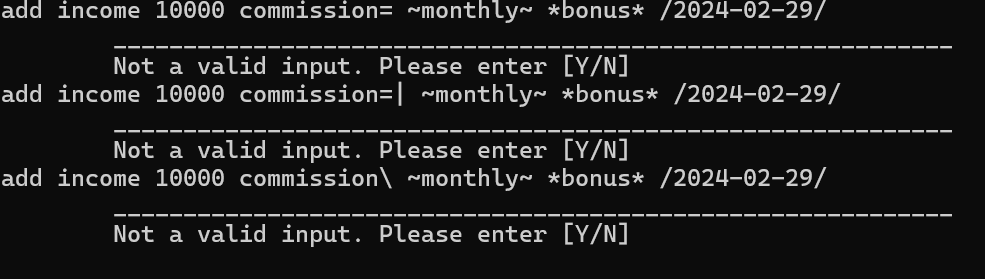 add income 10000 commission= ~monthly~ *bonus* /2024-02-29/
____________________________________________________________
Not a valid input. Please enter [Y/N]
add income 10000 commission=| ~monthly~ *bonus* /2024-02-29/
____________________________________________________________
Not a valid input. Please enter [Y/N]
add income 10000 commission\ ~monthly~ *bonus* /2024-02-29/
____________________________________________________________
Not a valid input. Please enter [Y/N]